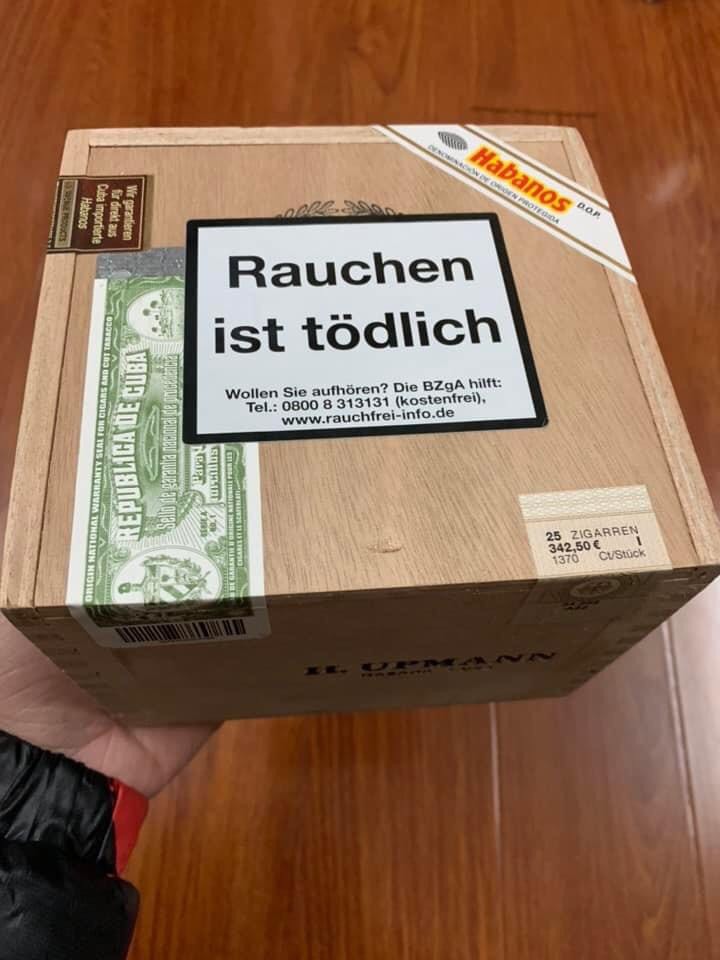 Habanos
D.O.P.
DENOMINACIÓN DE ORIGEN PROTEGIDA
Wir garantieren
für direkt aus
Cuba importierte
Habanos
Rauchen
ist tödlich
Wollen Sie aufhören? Die BZgA hilft:
Tel.: 0800 8 313131 (kostenfrei),
www.rauchfrei-info.de
ORIGIN NATIONAL WARRANTY SEAL FOR CIGARS AND CUT TABACCO
REPUBLICA DE CUBA
Sello de garantia nacional de procedencia
25 ZIGARREN
342,50 € I
1370 Ct/Stück
H. UPMANN